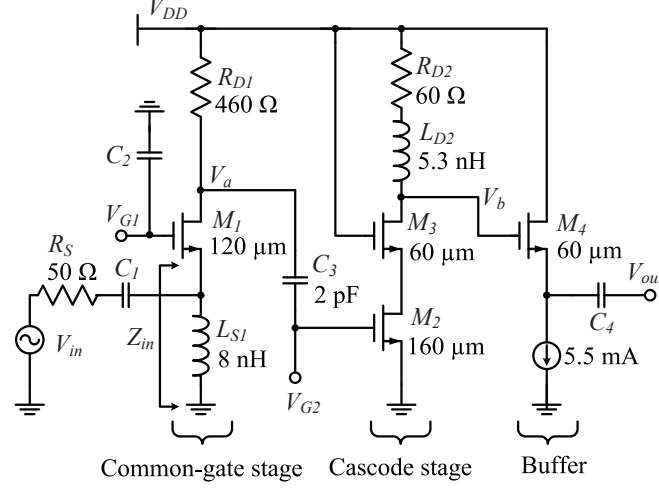 V_DD
R_D1
460 Ω
R_D2
60 Ω
L_D2
5.3 nH
C_2
V_a
V_b
V_G1
M_1
120 µm
M_3
60 µm
M_4
60 µm
R_S
50 Ω
C_1
C_3
2 pF
V_ou
C_4
V_in
Z_in
L_S1
8 nH
M_2
160 µm
5.5 mA
V_G2
Common-gate stage
Cascode stage
Buffer